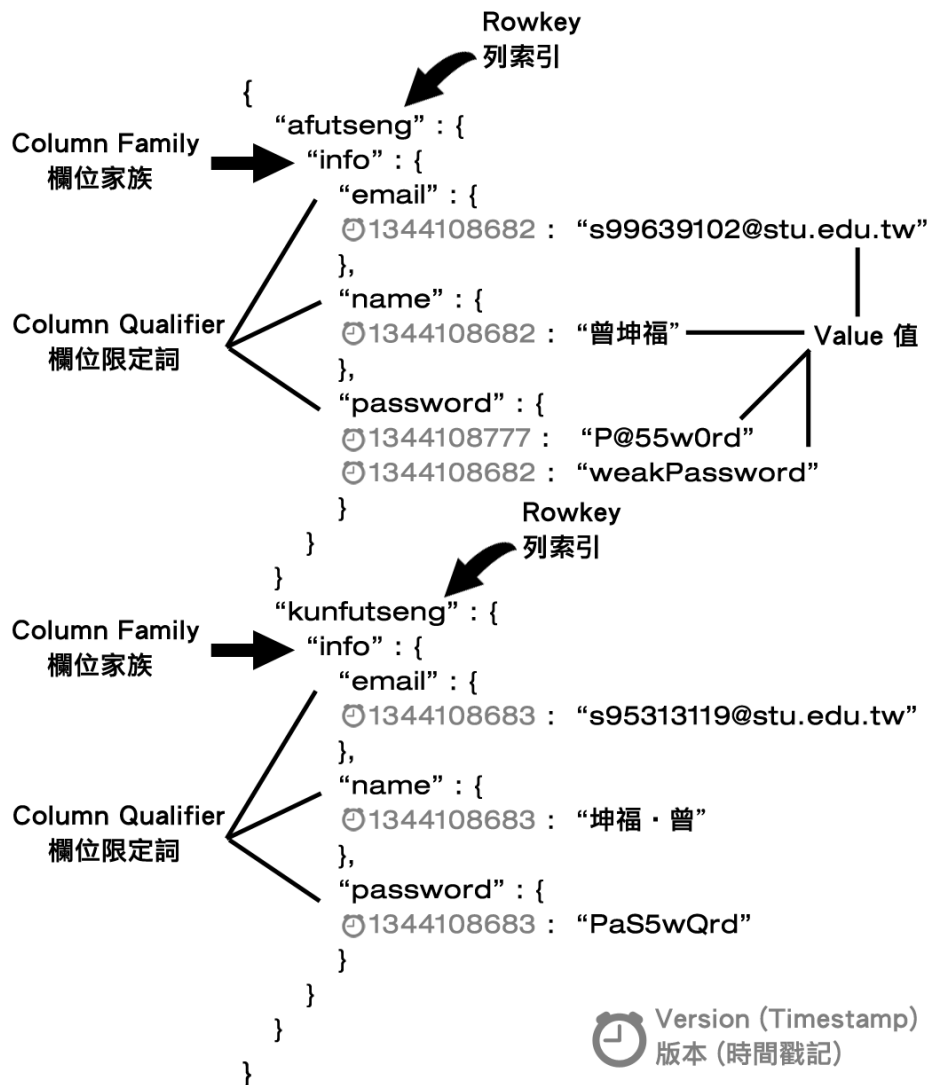 Rowkey
列索引
{
“afutseng” : {
Column Family
欄位家族
“info” : {
“email” : {
1344108682 : “s99639102@stu.edu.tw”
},
“name” : {
Column Qualifier
欄位限定詞
1344108682 : “曾坤福”
Value 值
},
“password” : {
1344108777 : “P@55w0rd”
1344108682 : “weakPassword”
}
}
}
Rowkey
列索引
“kunfutseng” : {
Column Family
欄位家族
“info” : {
“email” : {
1344108683 : “s95313119@stu.edu.tw”
},
“name” : {
Column Qualifier
欄位限定詞
1344108683 : “坤福‧曾”
},
“password” : {
1344108683 : “PaS5wQrd”
}
}
}
}
Version (Timestamp)
版本 (時間戳記)